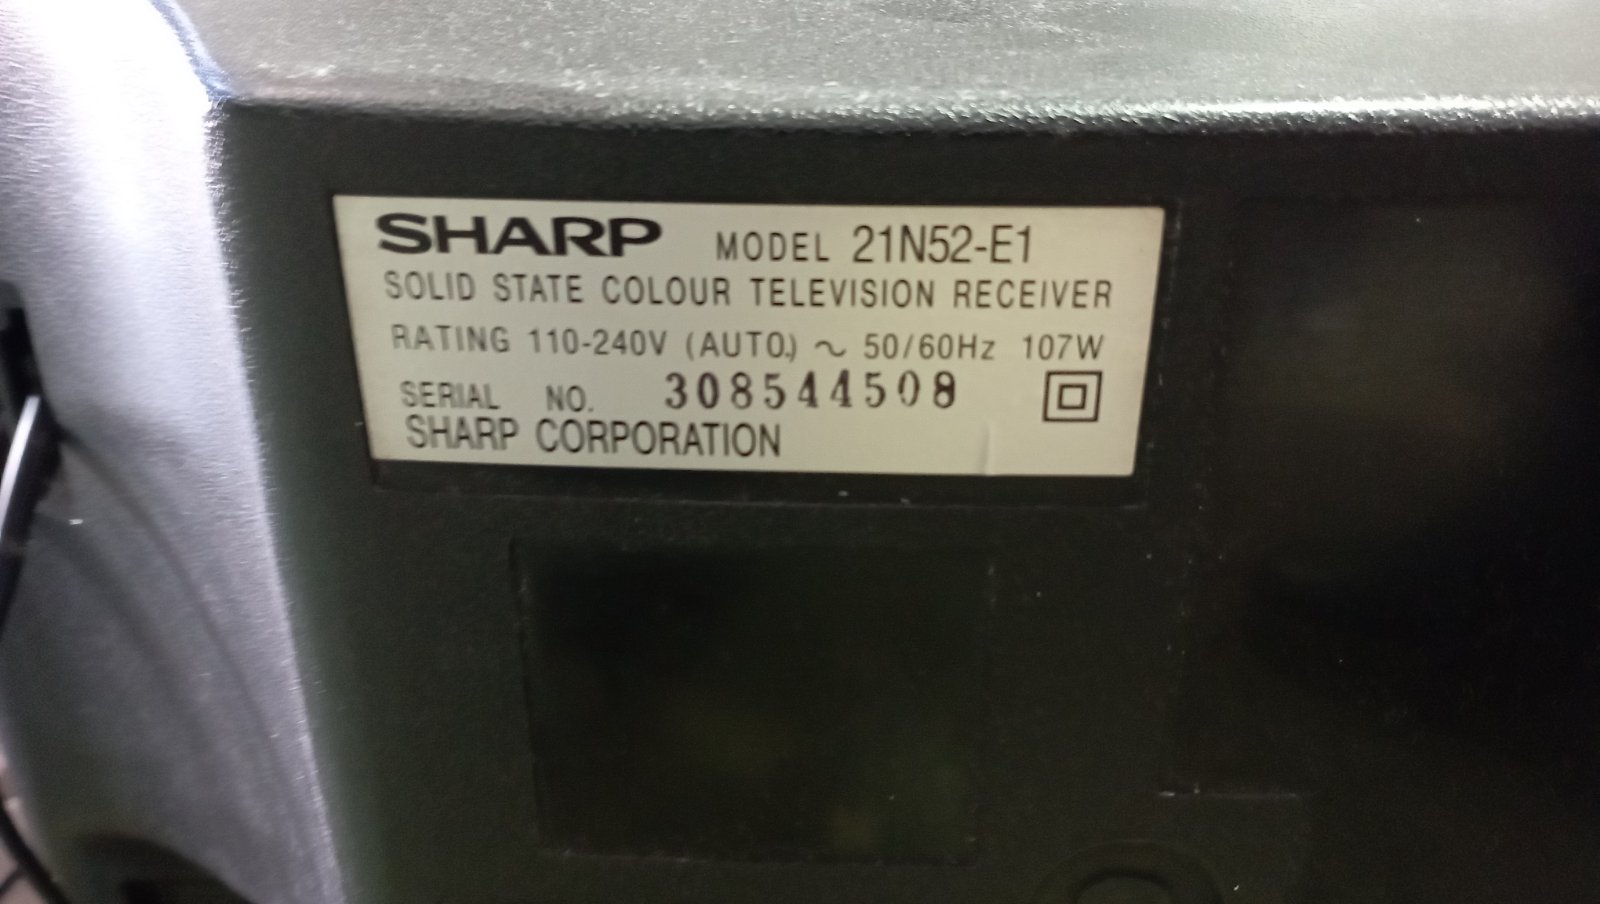 SHARP MODEL 21N52-E1
SOLID STATE COLOUR TELEVISION RECEIVER
RATING 110-240V (AUTO.) ~ 50/60Hz 107W
SERIAL NO. 308544508
SHARP CORPORATION